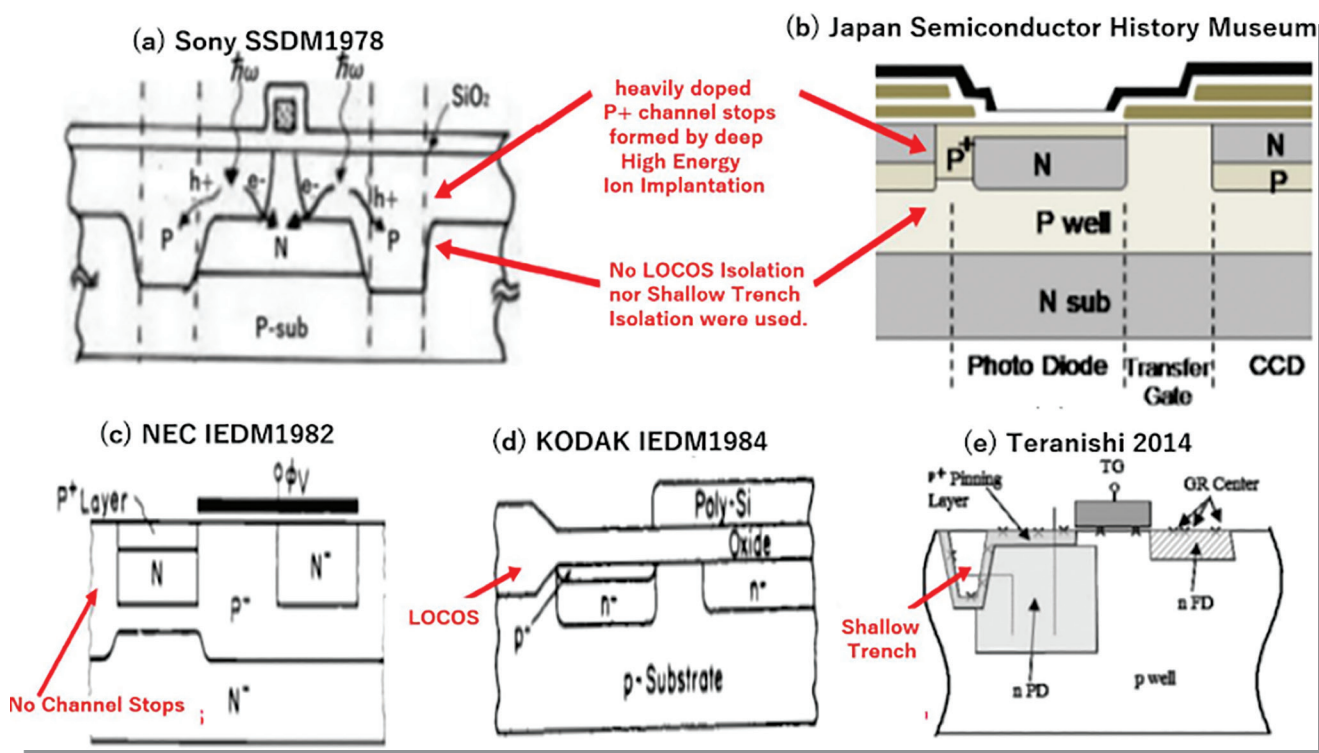 (a) Sony SSDM1978
ħω ħω
SiO₂
h+ e- e- h+
P N P
P-sub
heavily doped
P+ channel stops
formed by deep
High Energy
Ion Implantation
No LOCOS Isolation
nor Shallow Trench
Isolation were used.
(b) Japan Semiconductor History Museum
P+ N N
P
P well
N sub
Photo Diode Transfer Gate CCD
(c) NEC IEDM1982
ϕV
P+ Layer
N N-
P-
N-
No Channel Stops
(d) KODAK IEDM1984
Poly-Si
Oxide
LOCOS
n- n-
p-
p-Substrate
(e) Teranishi 2014
p+ Pinning
Layer
TG
GR Center
n FD
Shallow
Trench
n PD
p well